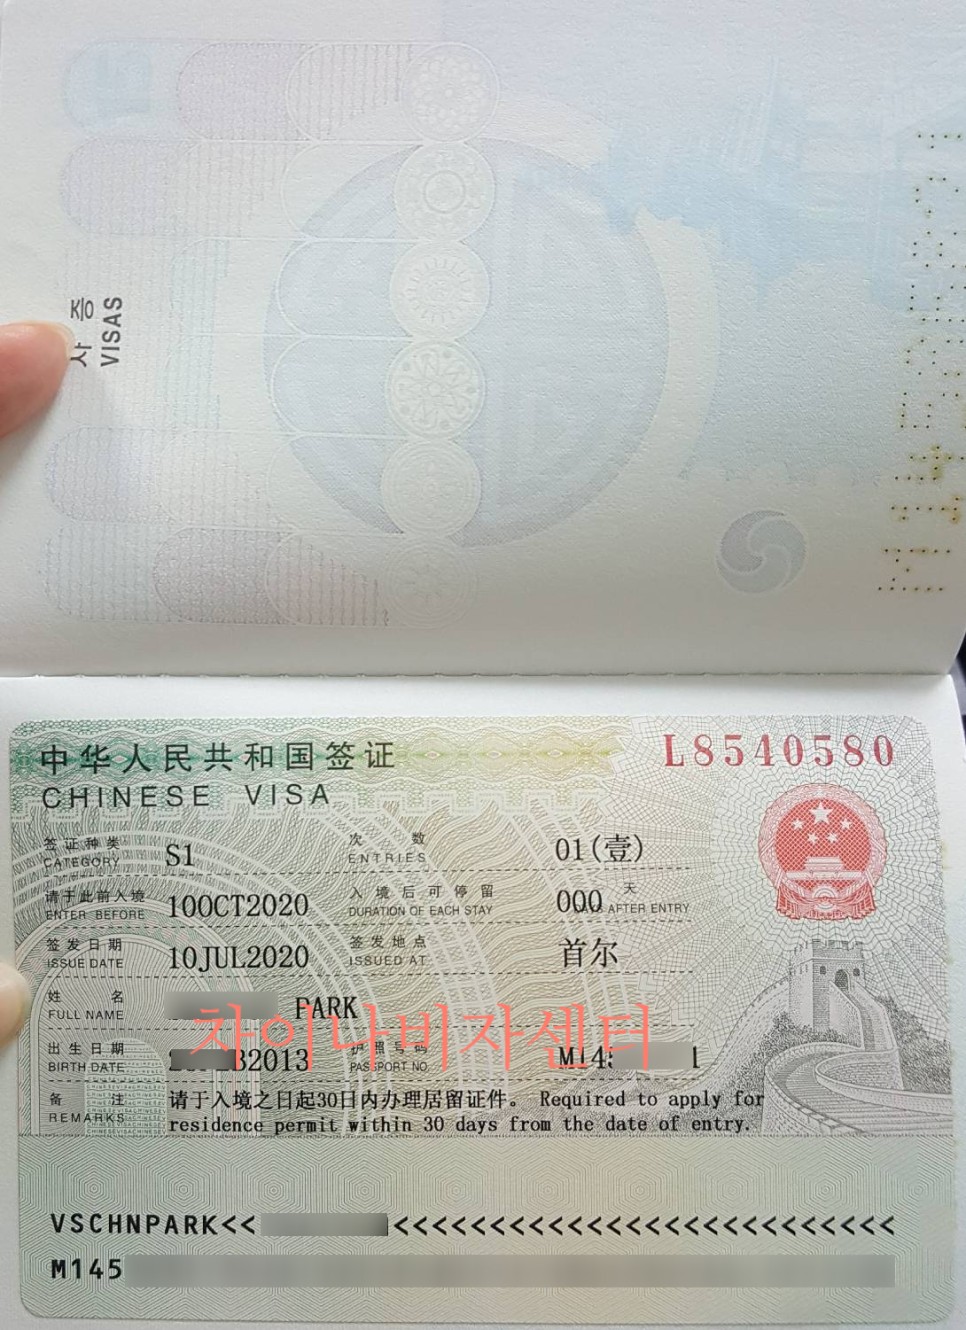 사증
VISAS
中华人民共和国签证
CHINESE VISA
L8540580
签证种类
CATEGORY
S1
次数
ENTRIES
01(壹)
请于此前入境
ENTER BEFORE
10OCT2020
入境后可停留
DURATION OF EACH STAY
000
天
DAYS AFTER ENTRY
签发日期
ISSUE DATE
10JUL2020
签发地点
ISSUED AT
首尔
姓名
FULL NAME
PARK
차이나비자센터
出生日期
BIRTH DATE
2013
护照号码
PASSPORT NO.
M145
1
备注
REMARKS
请于入境之日起30日内办理居留证件。 Required to apply for
residence permit within 30 days from the date of entry.
VSCHNPARK<< <<<<<<<<<<<<<<<<<<<<<<<<<<
M145